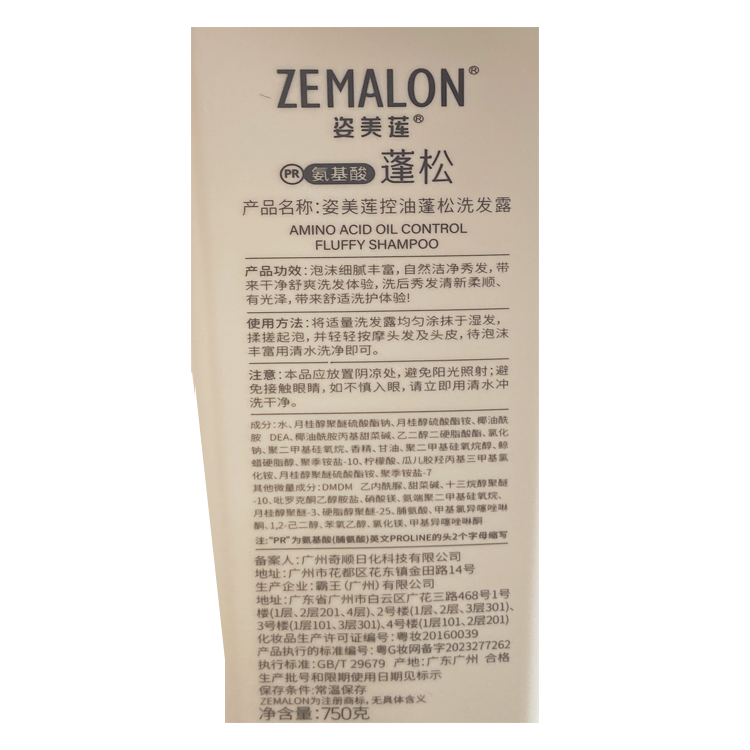 ZEMALON®
姿美莲®
PR 氨基酸 蓬松
产品名称:姿美莲控油蓬松洗发露
AMINO ACID OIL CONTROL
FLUFFY SHAMPOO
产品功效:泡沫细腻丰富,自然洁净秀发,带
来干净舒爽洗发体验,洗后秀发清新柔顺、
有光泽,带来舒适洗护体验!
使用方法:将适量洗发露均匀涂抹于湿发,
揉搓起泡,并轻轻按摩头发及头皮,待泡沫
丰富用清水洗净即可。
注意:本品应放置阴凉处,避免阳光照射;避
免接触眼睛,如不慎入眼,请立即用清水冲
洗干净。
成分:水、月桂醇聚醚硫酸酯钠、月桂醇硫酸酯铵、椰油酰
胺 DEA、椰油酰胺丙基甜菜碱、乙二醇二硬脂酸酯、氯化
钠、聚二甲基硅氧烷、香精、甘油、聚二甲基硅氧烷醇、鲸
蜡硬脂醇、聚季铵盐-10、柠檬酸、瓜儿胶羟丙基三甲基氯
化铵、月桂醇聚醚硫酸酯铵、聚季铵盐-7
其他微量成分:DMDM 乙内酰脲、甜菜碱、十三烷醇聚醚
-10、吡罗克酮乙醇胺盐、硝酸镁、氨端聚二甲基硅氧烷、
月桂醇聚醚-3、硬脂醇聚醚-25、脯氨酸、甲基氯异噻唑啉
酮、1,2-己二醇、苯氧乙醇、氯化镁、甲基异噻唑啉酮
注:"PR"为氨基酸(脯氨酸)英文PROLINE的头2个字母缩写
备案人:广州奇顺日化科技有限公司
地址:广州市花都区花东镇金田路14号
生产企业:霸王(广州)有限公司
地址:广东省广州市白云区广花三路468号1号
楼(1层、2层201、4层)、2号楼(1层、2层、3层301)、
3号楼(1层101、3层301)、4号楼(1层101、2层201)
化妆品生产许可证编号:粤妆20160039
产品执行的标准编号:粤G妆网备字2023277262
执行标准:GB/T 29679 产地:广东广州 合格
生产批号和限期使用日期见标示
保存条件:常温保存
ZEMALON为注册商标,无具体含义
净含量:750克